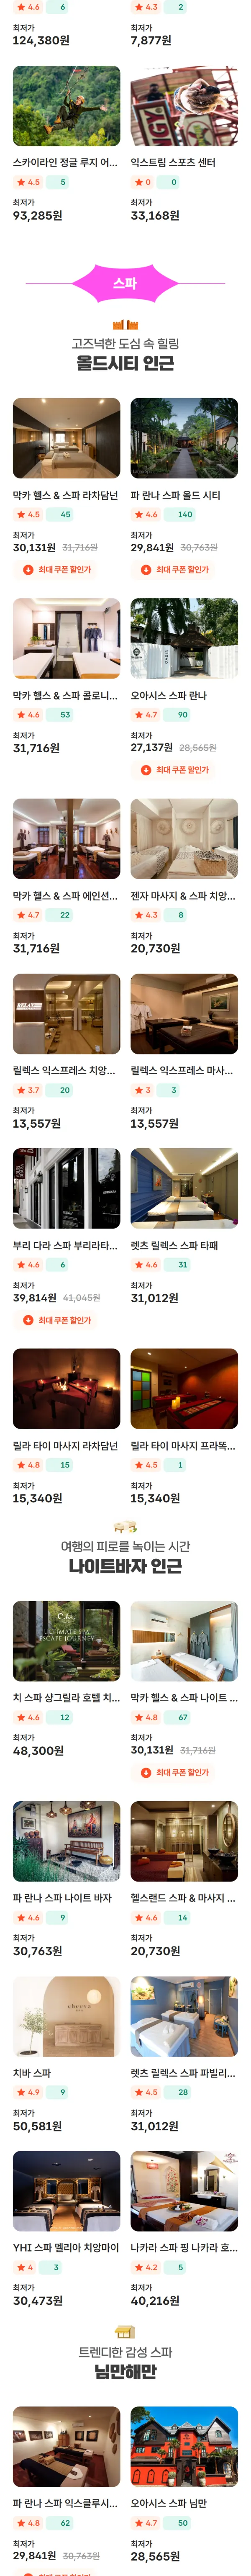 4.6 6
4.3 2
최저가
124,380원
최저가
7,877원
스카이라인 정글 루지 어...
4.5 5
최저가
93,285원
익스트림 스포츠 센터
0 0
최저가
33,168원
스파
고즈넉한 도심 속 힐링
올드시티 인근
막카 헬스 & 스파 라차담넌
4.5 45
최저가
30,131원 31,716원
최대 쿠폰 할인가
파 란나 스파 올드 시티
4.6 140
최저가
29,841원 30,763원
최대 쿠폰 할인가
막카 헬스 & 스파 콜로니...
4.6 53
최저가
31,716원
오아시스 스파 란나
4.7 90
최저가
27,137원 28,565원
최대 쿠폰 할인가
막카 헬스 & 스파 에인션...
4.7 22
최저가
31,716원
젠자 마사지 & 스파 치앙...
4.3 8
최저가
20,730원
릴렉스 익스프레스 치앙...
3.7 20
최저가
13,557원
릴렉스 익스프레스 마사...
3 3
최저가
13,557원
부리 다라 스파 부리라타...
4.6 6
최저가
39,814원 41,045원
최대 쿠폰 할인가
렛츠 릴렉스 스파 타패
4.6 31
최저가
31,012원
릴라 타이 마사지 라차담넌
4.8 15
최저가
15,340원
릴라 타이 마사지 프라똑...
4.5 1
최저가
15,340원
여행의 피로를 녹이는 시간
나이트바자 인근
ULTIMATE SPA
ESCAPE JOURNEY
치 스파 샹그릴라 호텔 치...
4.6 12
최저가
48,300원
막카 헬스 & 스파 나이트 ...
4.8 67
최저가
30,131원 31,716원
최대 쿠폰 할인가
파 란나 스파 나이트 바자
4.6 9
최저가
30,763원
헬스랜드 스파 & 마사지 ...
4.6 14
최저가
20,730원
cheeva
치바 스파
4.9 9
최저가
50,581원
렛츠 릴렉스 스파 파빌리...
4.5 28
최저가
31,012원
YHI 스파 멜리아 치앙마이
4 3
최저가
30,473원
나카라 스파 핑 나카라 호...
4.2 5
최저가
40,216원
트렌디한 감성 스파
님만해민
파 란나 스파 익스클루시...
4.8 62
최저가
29,841원 30,763원
오아시스 스파 님만
4.7 50
최저가
28,565원